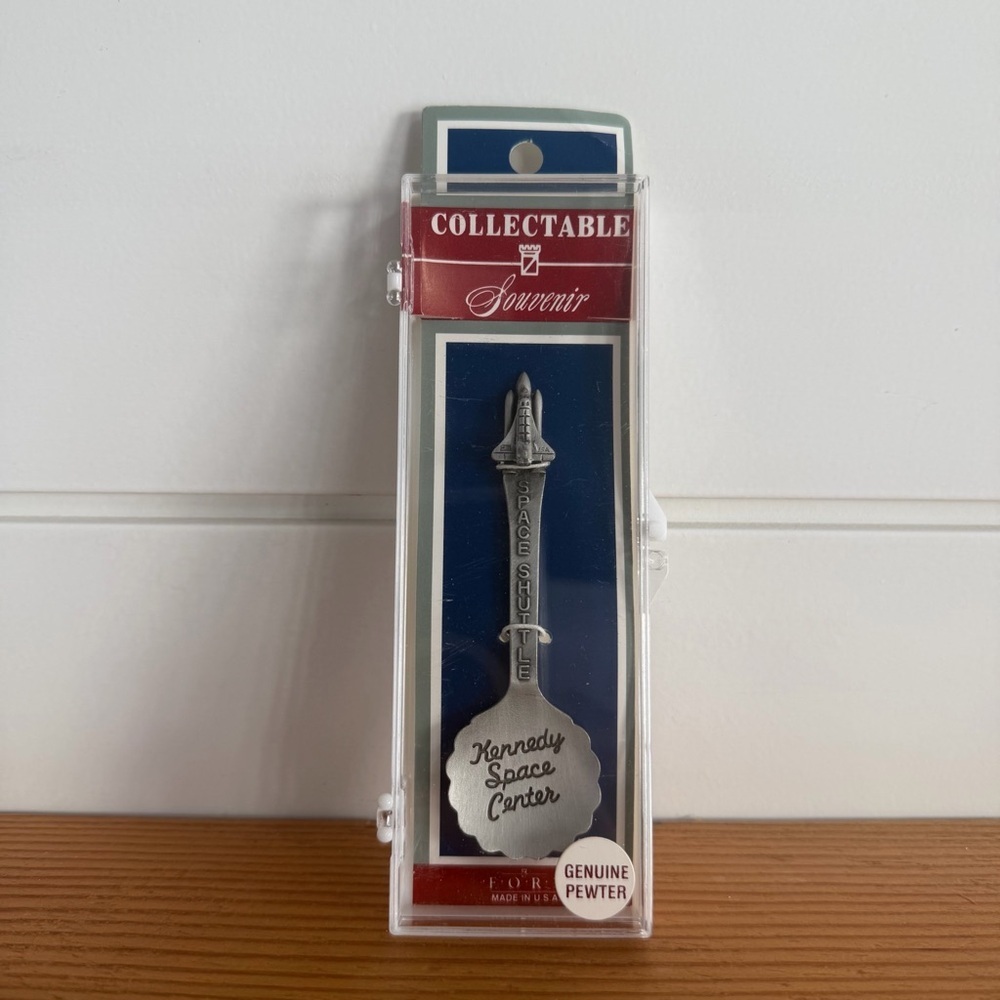 COLLECTABLE
Souvenir
SPACE SHUTTLE
Kennedy
Space
Center
GENUINE
PEWTER
MADE IN U S A